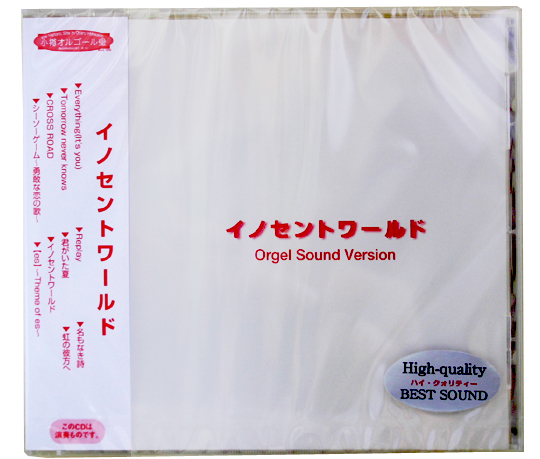 小樽オルゴール堂
イノセントワールド
▼Everything(It's you)
▼Tomorrow never knows
▼CROSS ROAD
▼シーソーゲーム〜勇敢な恋の歌〜
▼Replay
▼君がいた夏
▼イノセントワールド
▼【es】〜Theme of es〜
▼名もなき詩
▼虹の彼方へ
このCDは
演奏ものです。
イノセントワールド
Orgel Sound Version
High-quality
ハイ・クォリティー
BEST SOUND